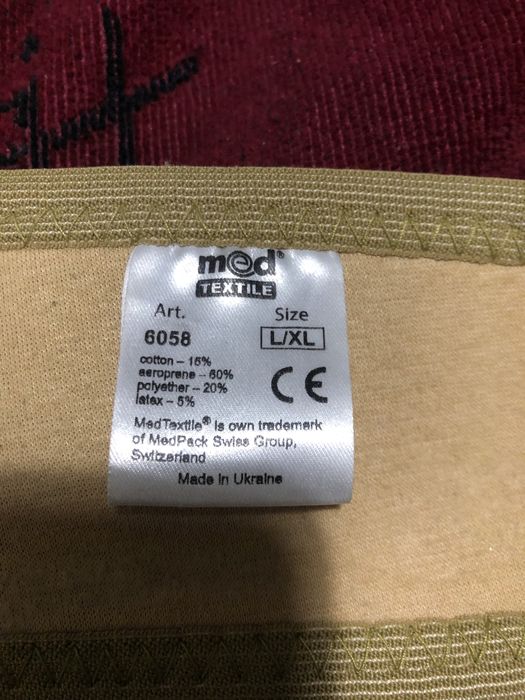 med®
TEXTILE
Art. Size
6058 L/XL
cotton – 15%
aeroprene – 60%
polyether – 20%
latex – 5%
CE
MedTextile® is own trademark
of MedPack Swiss Group,
Switzerland
Made in Ukraine